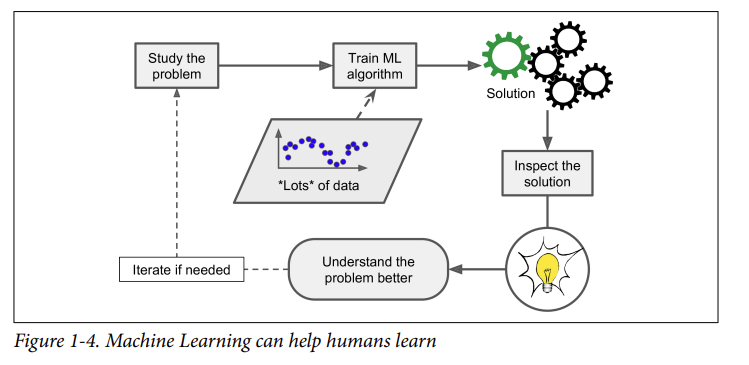 Study the
problem
Train ML
algorithm
Solution
*Lots* of data
Inspect the
solution
Understand the
problem better
Iterate if needed
Figure 1-4. Machine Learning can help humans learn